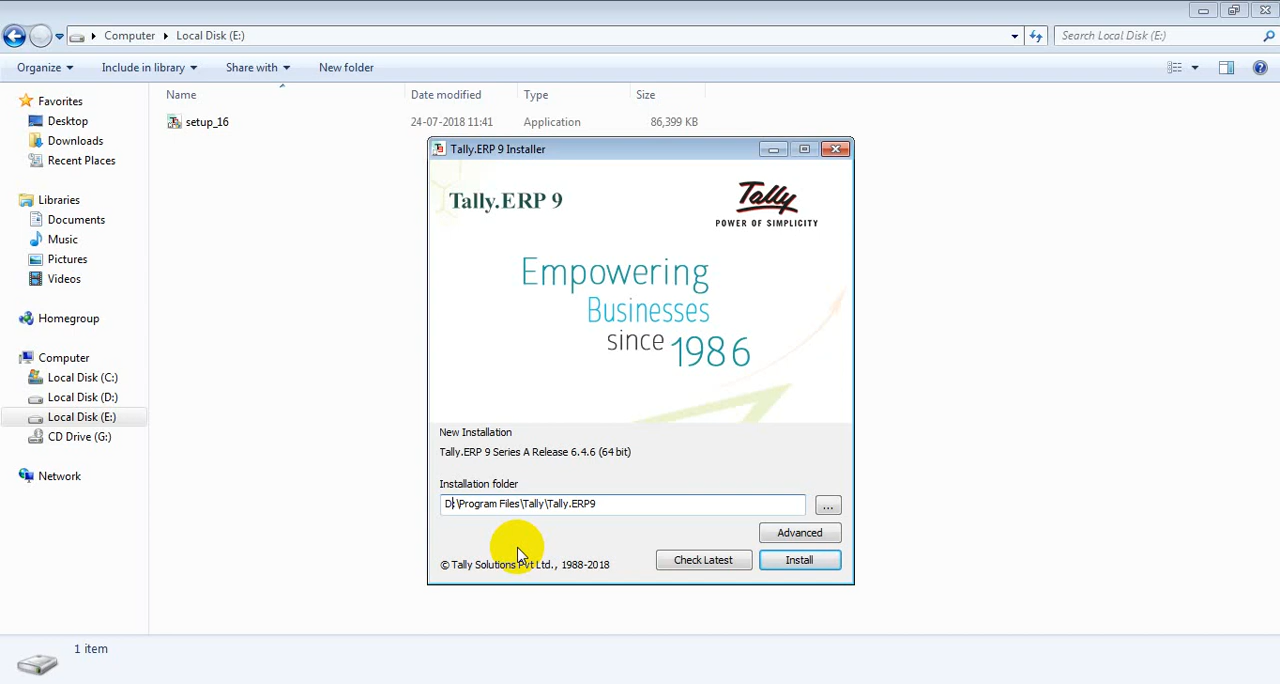 Computer
Local Disk (E:)
Search Local Disk (E:)
Organize
Include in library
Share with
New folder
Favorites
Desktop
Downloads
Recent Places
Libraries
Documents
Music
Pictures
Videos
Homegroup
Computer
Local Disk (C:)
Local Disk (D:)
Local Disk (E:)
CD Drive (G:)
Network
Name
Date modified
Type
Size
setup_16
24-07-2018 11:41
Application
86,399 KB
Tally.ERP 9 Installer
Tally.ERP 9
Tally
POWER OF SIMPLICITY
Empowering
Businesses
since 1986
New Installation
Tally.ERP 9 Series A Release 6.4.6 (64 bit)
Installation folder
D:\Program Files\Tally\Tally.ERP9
...
Advanced
© Tally Solutions Pvt Ltd., 1988-2018
Check Latest
Install
1 item